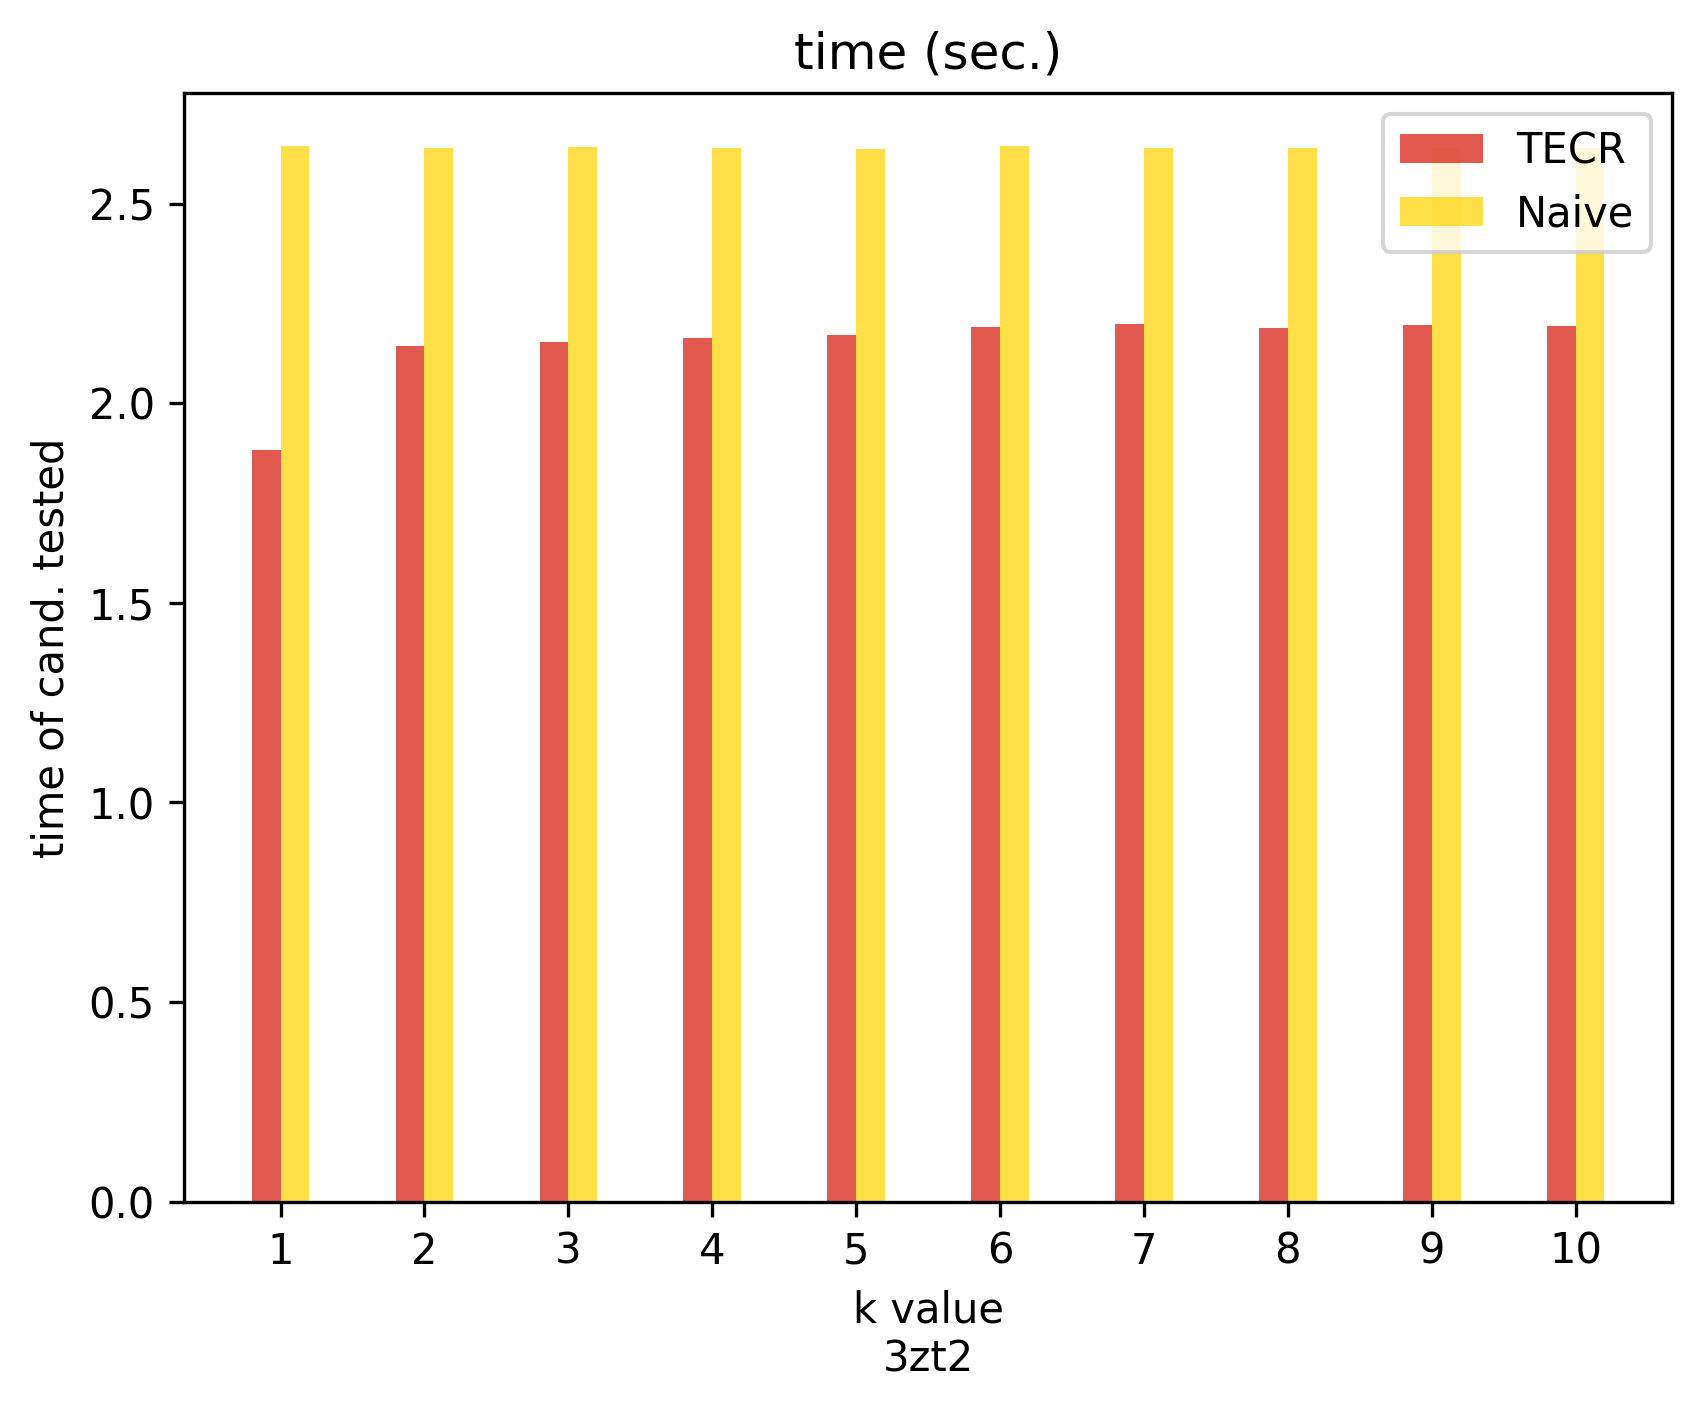 time (sec.)
TECR
Naive
2.5
2.0
1.5
1.0
0.5
0.0
time of cand. tested
1 2 3 4 5 6 7 8 9 10
k value
3zt2